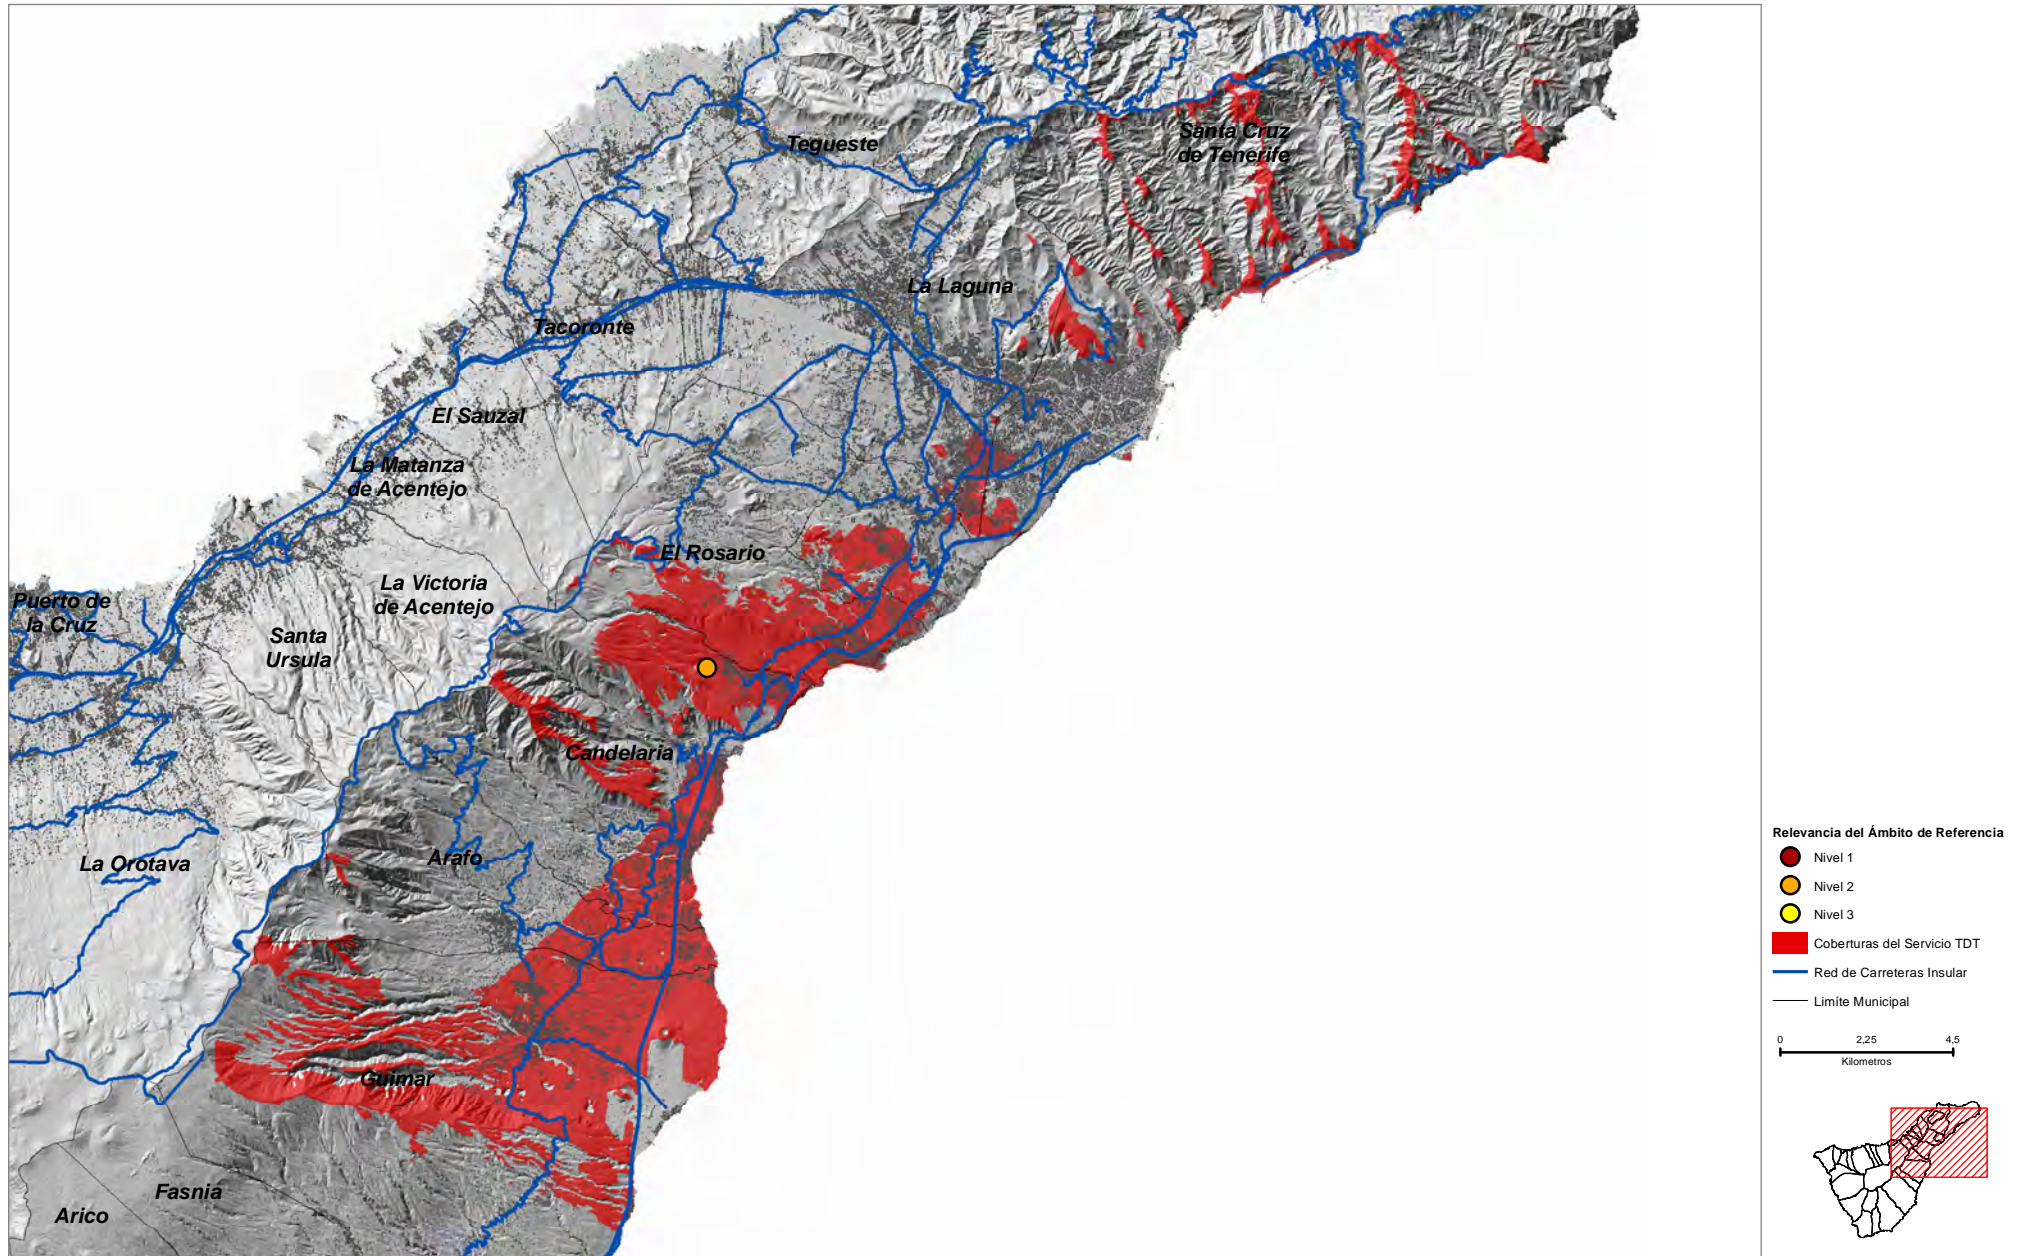 Santa Cruz
de Tenerife
Tegueste
La Laguna
Tacoronte
El Sauzal
La Matanza
de Acentejo
El Rosario
La Victoria
de Acentejo
Puerto de
la Cruz
Santa
Ursula
Candelaria
Arafo
La Orotava
Guimar
Fasnia
Arico
Relevancia del Ámbito de Referencia
Nivel 1
Nivel 2
Nivel 3
Coberturas del Servicio TDT
Red de Carreteras Insular
Limíte Municipal
0 2,25 4,5
Kilometros